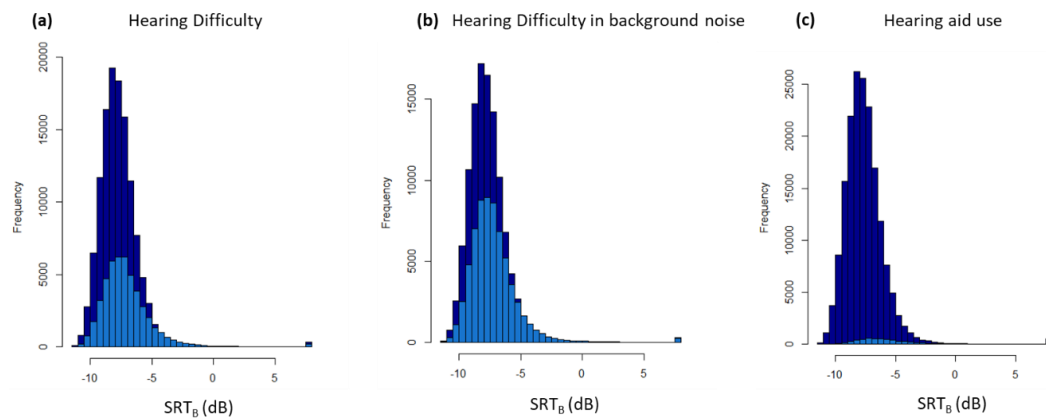 (a) Hearing Difficulty
Frequency
0 5000 10000 15000 20000
-10 -5 0 5
SRTB (dB)
(b) Hearing Difficulty in background noise
Frequency
0 5000 10000 15000
-10 -5 0 5
SRTB (dB)
(c) Hearing aid use
Frequency
0 5000 10000 15000 20000 25000
-10 -5 0 5
SRTB (dB)